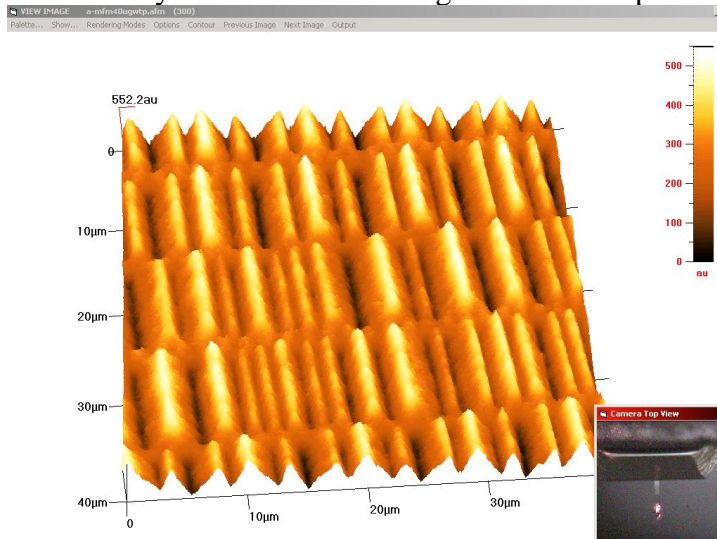 VIEW IMAGE a-mfm40ugwtp.afm (300)
Palette... Show... Rendering Modes Options Contour Previous Image Next Image Output
552.2au
0
10µm
20µm
30µm
40µm
0
10µm
20µm
30µm
500
400
300
200
100
0
au
Camera Top View